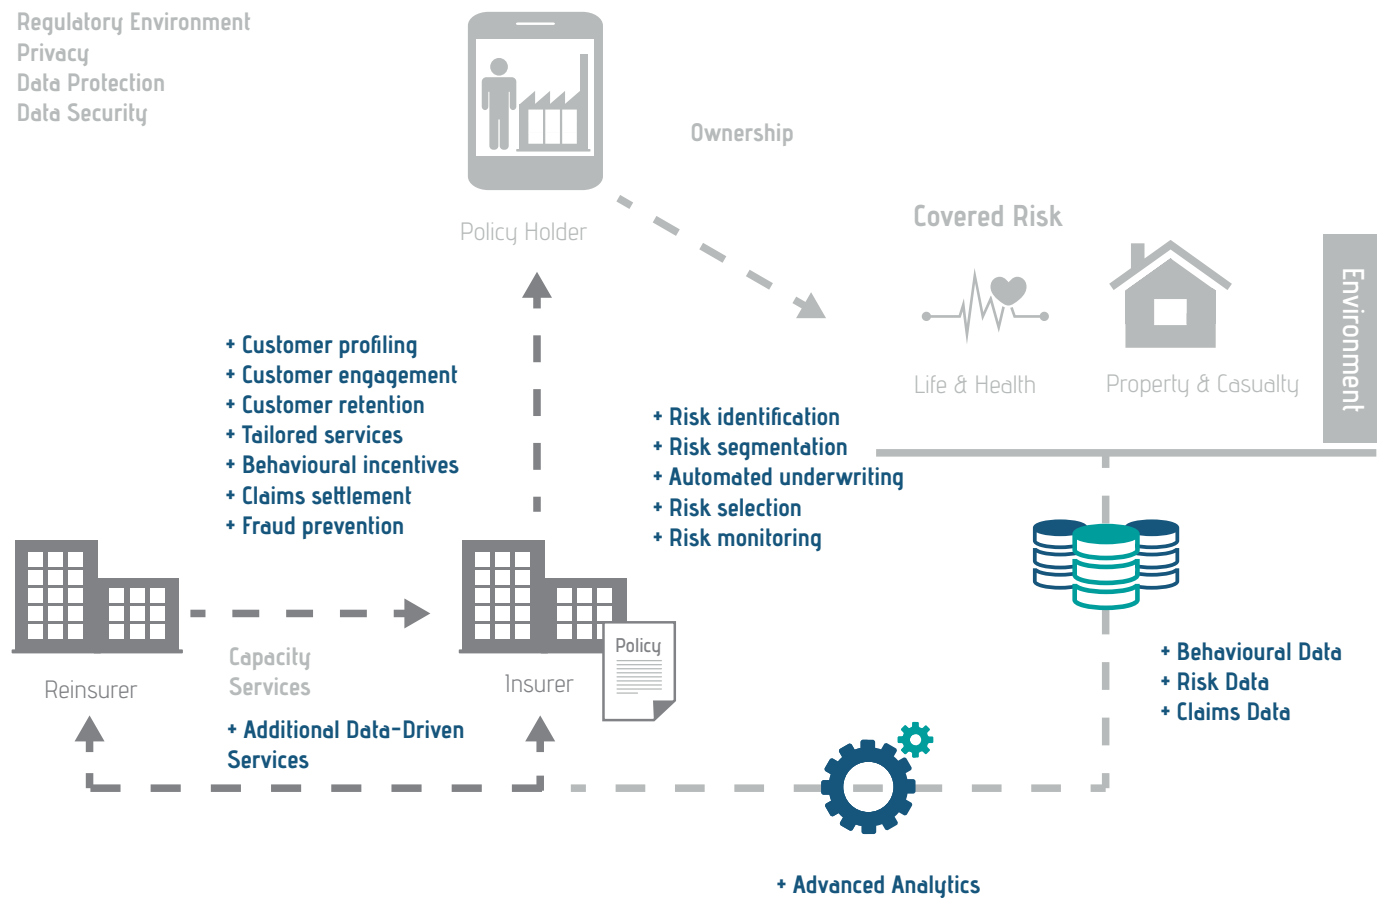 Regulatory Environment
Privacy
Data Protection
Data Security
Ownership
Policy Holder
Covered Risk
Environment
Life & Health
Property & Casualty
+ Customer profiling
+ Customer engagement
+ Customer retention
+ Tailored services
+ Behavioural incentives
+ Claims settlement
+ Fraud prevention
+ Risk identification
+ Risk segmentation
+ Automated underwriting
+ Risk selection
+ Risk monitoring
Reinsurer
Capacity
Services
+ Additional Data-Driven
Services
Insurer
Policy
+ Behavioural Data
+ Risk Data
+ Claims Data
+ Advanced Analytics